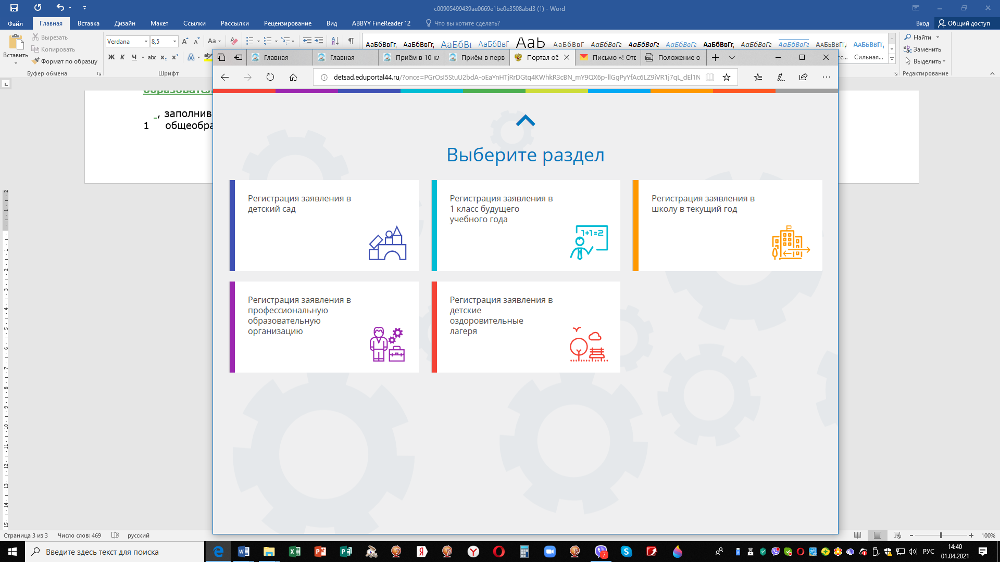 c00905499439ae0669e1be0e3508abd3 (1) - Word
Файл Главная Вставка Дизайн Макет Ссылки Рассылки Рецензирование Вид ABBYY FineReader 12 Что вы хотите сделать? Вход Общий доступ
Вставить
Вырезать
Копировать
Формат по образцу
Буфер обмена
Verdana 8,5
Шрифт
АаБбВвГг, АаБбВвГг, АаБбВ АаБбВвГ АаЬ АаБбВвГ АаБбВвГг АаБбВвГг АаБбВвГг АаБбВвГг, АаБбВвГг АаБбВвГг ААББВВГГ, ААББВВГГ,
Сильная...
Найти
Заменить
Выделить
Редактирование
Главная Главная Приём в 10 кл Приём в перв Портал об Письмо «! Отв Положение о
detsad.eduportal44.ru/?once=PGrOsI5StuU2bdA-oEaYnHTjRrDGtq4KWhkR3cBN_mY9QX6p-llGgPyYfAc6LZ9iVR1j7qL_dEl1N
, заполнив
1 общеобра
Выберите раздел
Регистрация заявления в
детский сад
Регистрация заявления в
1 класс будущего
учебного года
1+1=2
Регистрация заявления в
школу в текущий год
Регистрация заявления в
профессиональную
образовательную
организацию
Регистрация заявления в
детские
оздоровительные
лагеря
Страница 3 из 3 Число слов: 469 русский 100%
Введите здесь текст для поиска
7
РУС
14:40
01.04.2021